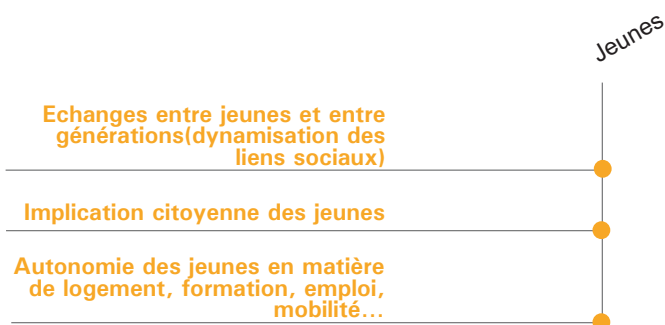 Jeunes
Echanges entre jeunes et entre
générations(dynamisation des
liens sociaux)
Implication citoyenne des jeunes
Autonomie des jeunes en matière
de logement, formation, emploi,
mobilité...